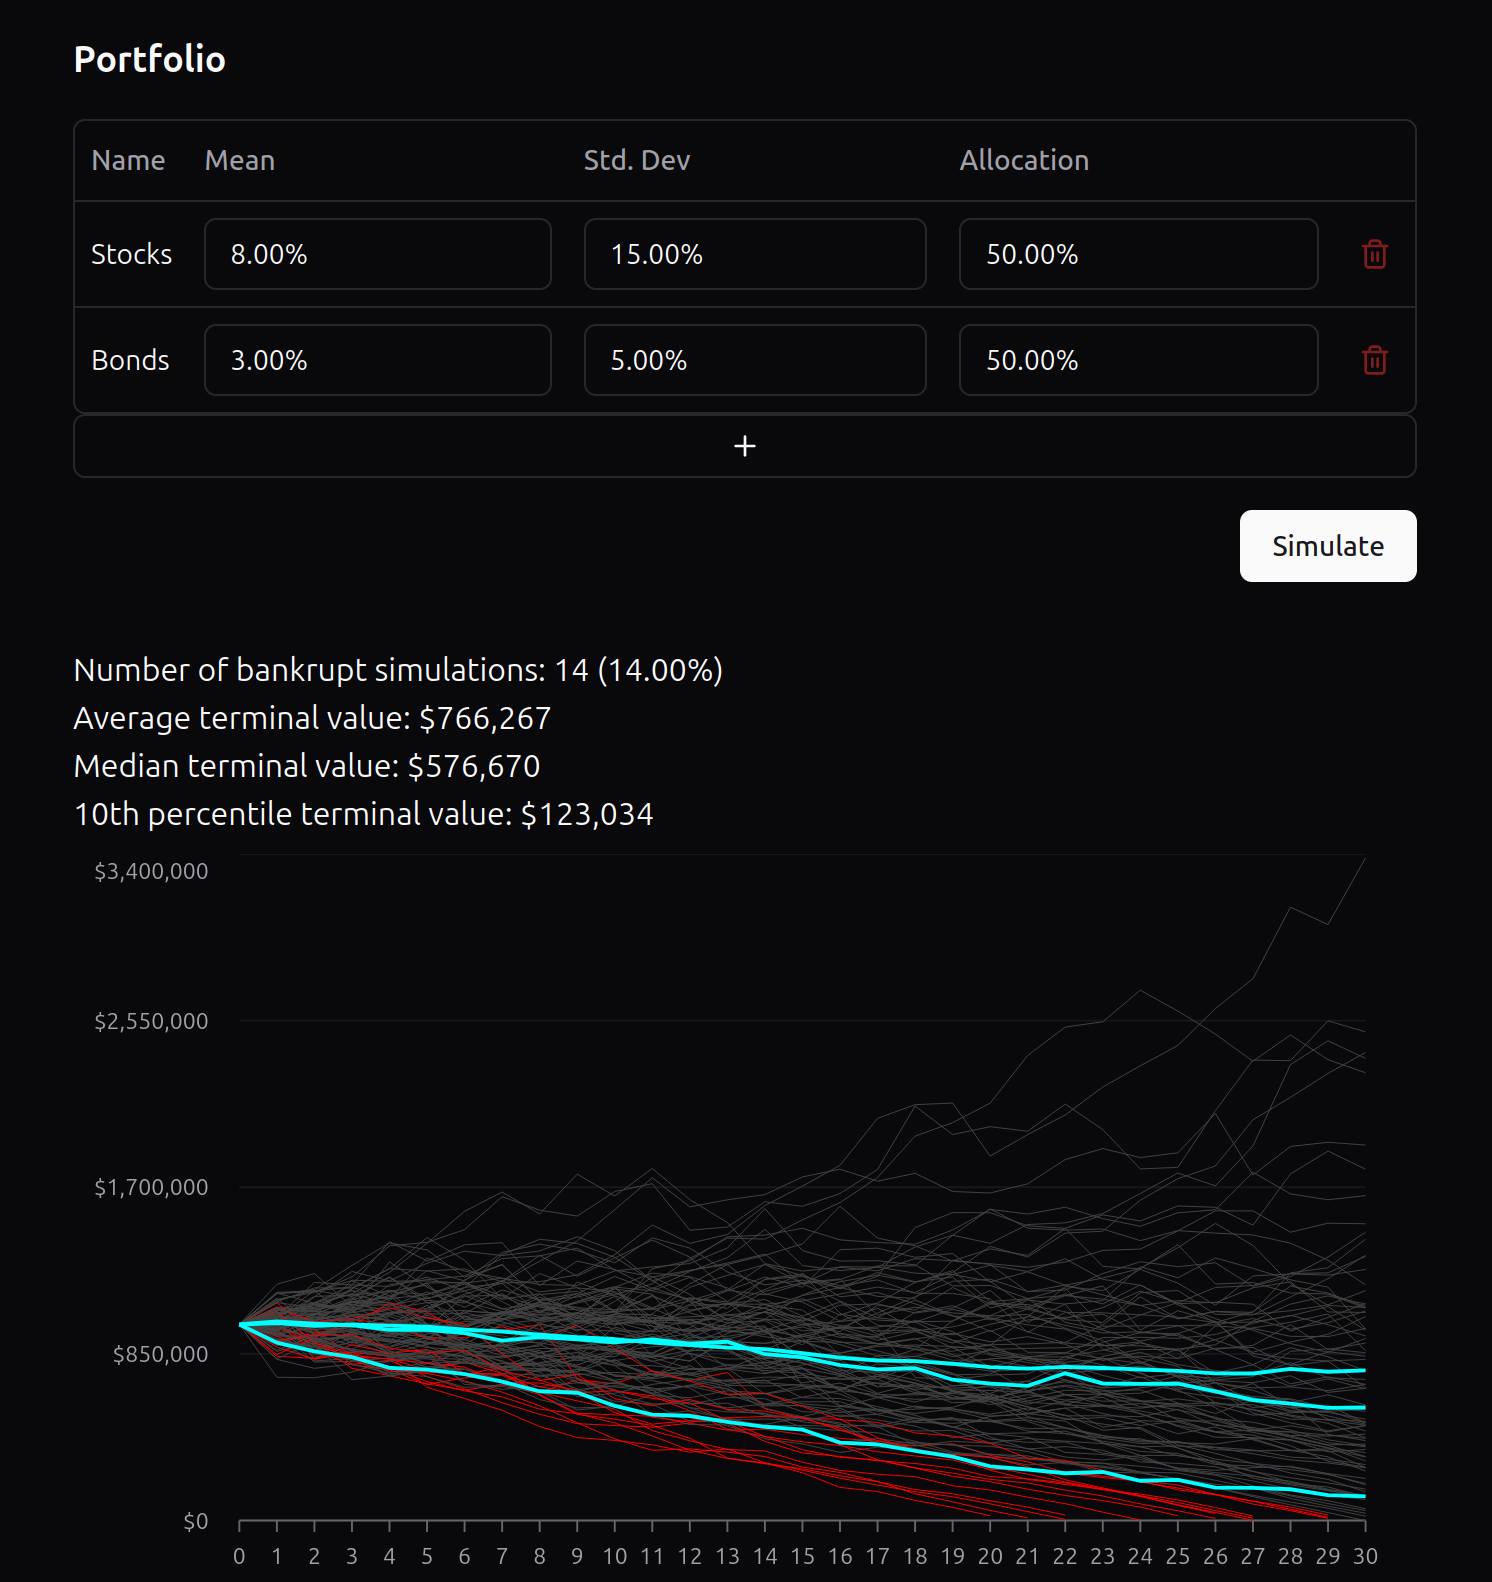 Portfolio
Name Mean Std. Dev Allocation
Stocks 8.00% 15.00% 50.00%
Bonds 3.00% 5.00% 50.00%
+
Simulate
Number of bankrupt simulations: 14 (14.00%)
Average terminal value: $766,267
Median terminal value: $576,670
10th percentile terminal value: $123,034
$3,400,000
$2,550,000
$1,700,000
$850,000
$0
0 1 2 3 4 5 6 7 8 9 10 11 12 13 14 15 16 17 18 19 20 21 22 23 24 25 26 27 28 29 30